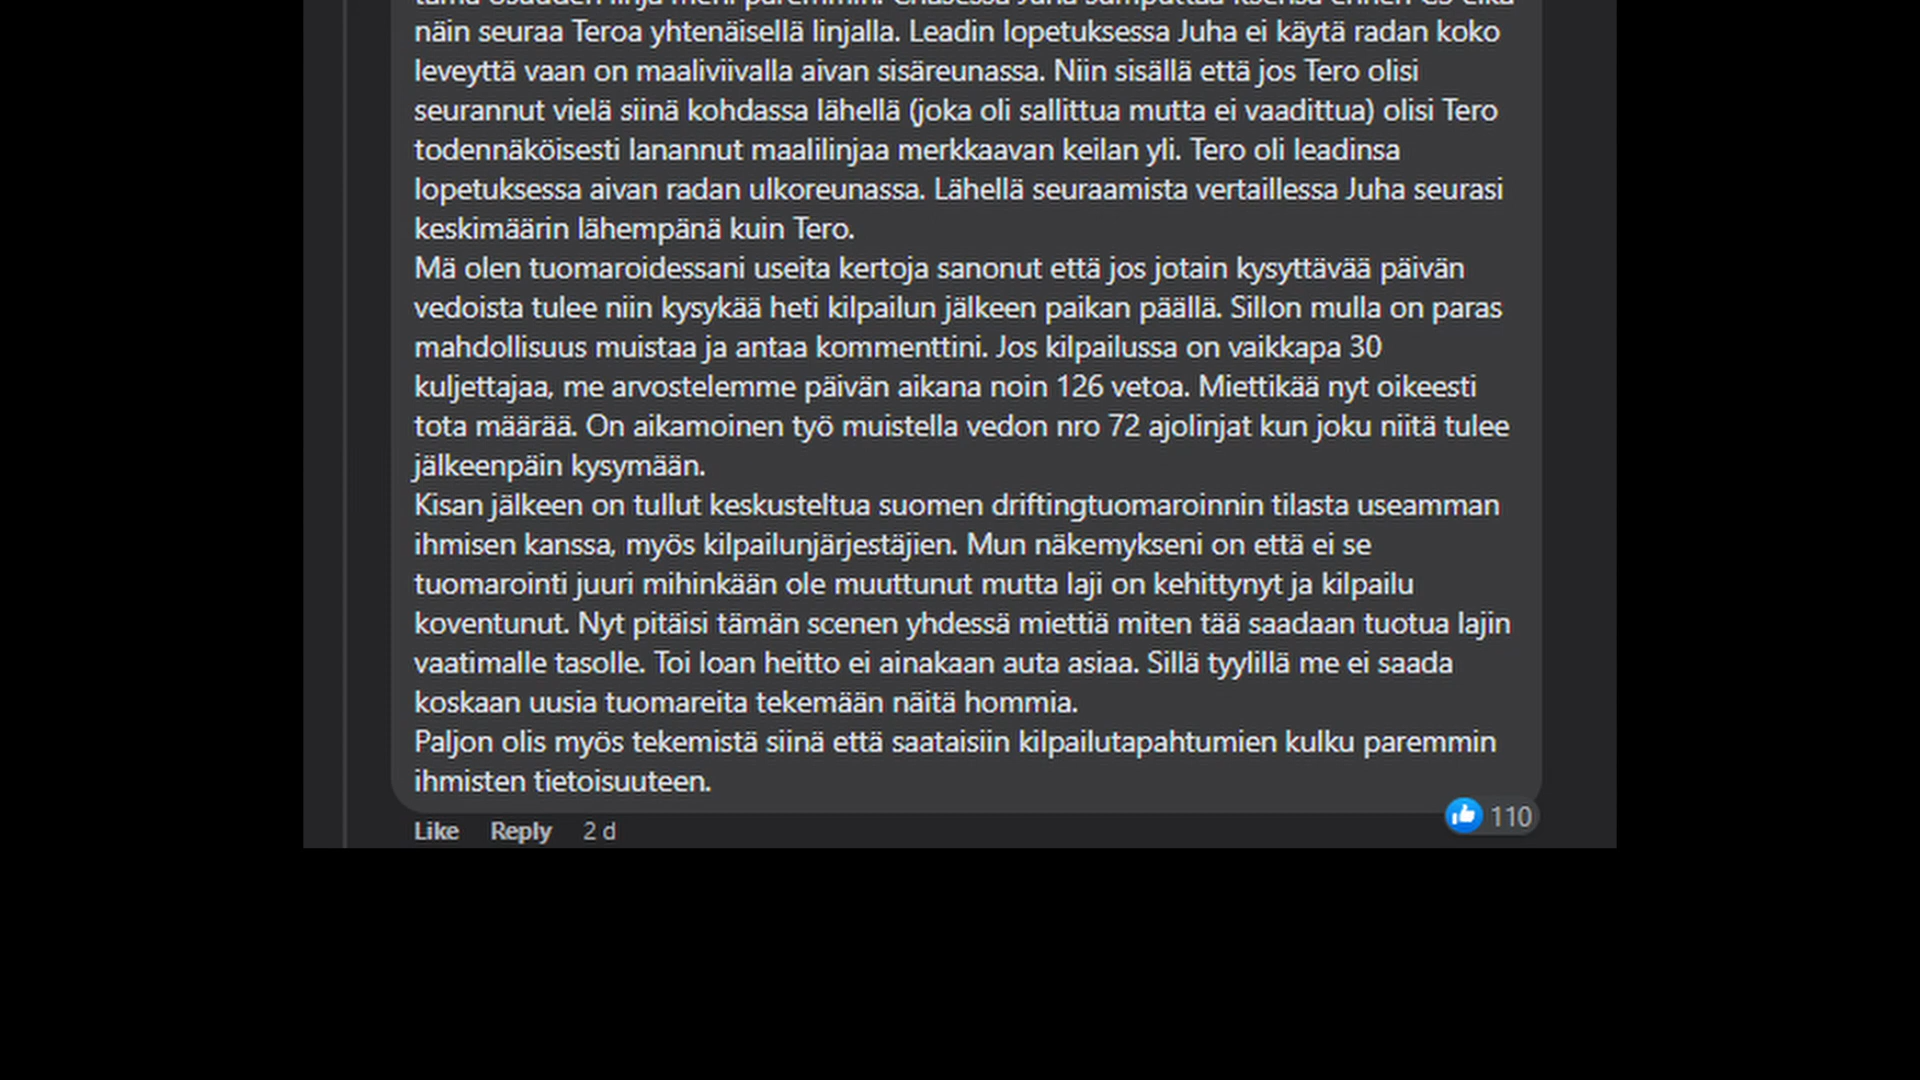 näin seuraa Teroa yhtenäisellä linjalla. Leadin lopetuksessa Juha ei käytä radan koko
leveyttä vaan on maaliviivalla aivan sisäreunassa. Niin sisällä että jos Tero olisi
seurannut vielä siinä kohdassa lähellä (joka oli sallittua mutta ei vaadittua) olisi Tero
todennäköisesti lanannut maalilinjaa merkkaavan keilan yli. Tero oli leadinsa
lopetuksessa aivan radan ulkoreunassa. Lähellä seuraamista vertaillessa Juha seurasi
keskimäärin lähempänä kuin Tero.
Mä olen tuomaroidessani useita kertoja sanonut että jos jotain kysyttävää päivän
vedoista tulee niin kysykää heti kilpailun jälkeen paikan päällä. Sillon mulla on paras
mahdollisuus muistaa ja antaa kommenttini. Jos kilpailussa on vaikkapa 30
kuljettajaa, me arvostelemme päivän aikana noin 126 vetoa. Miettikää nyt oikeesti
tota määrää. On aikamoinen työ muistella vedon nro 72 ajolinjat kun joku niitä tulee
jälkeenpäin kysymään.
Kisan jälkeen on tullut keskusteltua suomen driftingtuomaroinnin tilasta useamman
ihmisen kanssa, myös kilpailunjärjestäjien. Mun näkemykseni on että ei se
tuomarointi juuri mihinkään ole muuttunut mutta laji on kehittynyt ja kilpailu
koventunut. Nyt pitäisi tämän scenen yhdessä miettiä miten tää saadaan tuotua lajin
vaatimalle tasolle. Toi loan heitto ei ainakaan auta asiaa. Sillä tyylillä me ei saada
koskaan uusia tuomareita tekemään näitä hommia.
Paljon olis myös tekemistä siinä että saataisiin kilpailutapahtumien kulku paremmin
ihmisten tietoisuuteen.
110
Like Reply 2 d